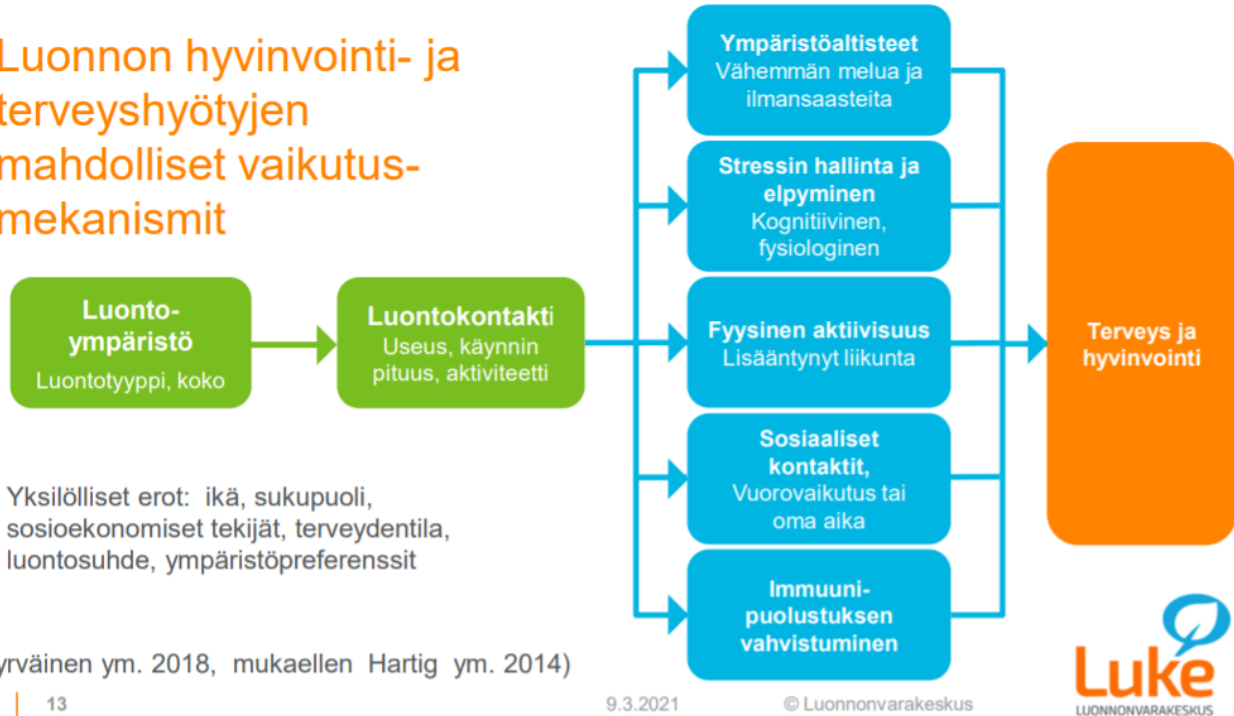 Luonnon hyvinvointi- ja
terveyshyötyjen
mahdolliset vaikutus-
mekanismit
Luonto-
ympäristö
Luontotyyppi, koko
Luontokontakti
Useus, käynnin
pituus, aktiviteetti
Ympäristöaltisteet
Vähemmän melua ja
ilmansaasteita
Stressin hallinta ja
elpyminen
Kognitiivinen,
fysiologinen
Fyysinen aktiivisuus
Lisääntynyt liikunta
Sosiaaliset
kontaktit,
Vuorovaikutus tai
oma aika
Immuuni-
puolustuksen
vahvistuminen
Terveys ja
hyvinvointi
Yksilölliset erot: ikä, sukupuoli,
sosioekonomiset tekijät, terveydentila,
luontosuhde, ympäristöpreferenssit
yrväinen ym. 2018, mukaellen Hartig ym. 2014)
13
9.3.2021
© Luonnonvarakeskus
Luke
LUONNONVARAKESKUS